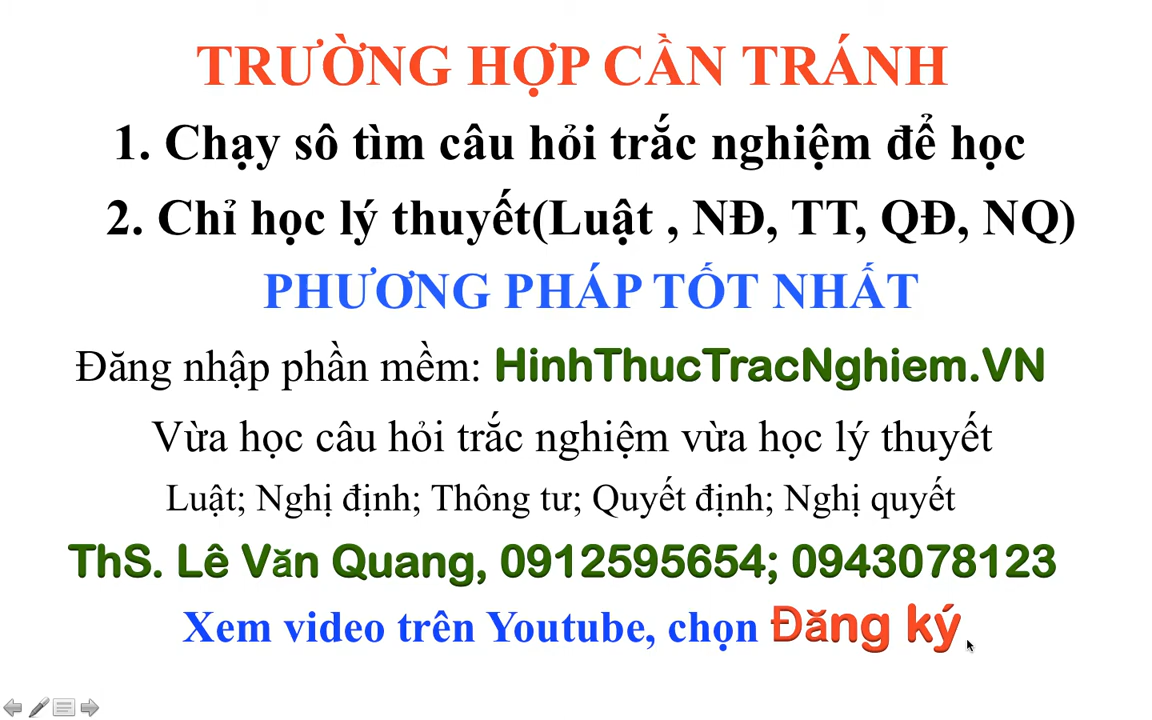 TRƯỜNG HỢP CẦN TRÁNH
1. Chạy sô tìm câu hỏi trắc nghiệm để học
2. Chỉ học lý thuyết(Luật , NĐ, TT, QĐ, NQ)
PHƯƠNG PHÁP TỐT NHẤT
Đăng nhập phần mềm: HinhThucTracNghiem.VN
Vừa học câu hỏi trắc nghiệm vừa học lý thuyết
Luật; Nghị định; Thông tư; Quyết định; Nghị quyết
ThS. Lê Văn Quang, 0912595654; 0943078123
Xem video trên Youtube, chọn Đăng ký